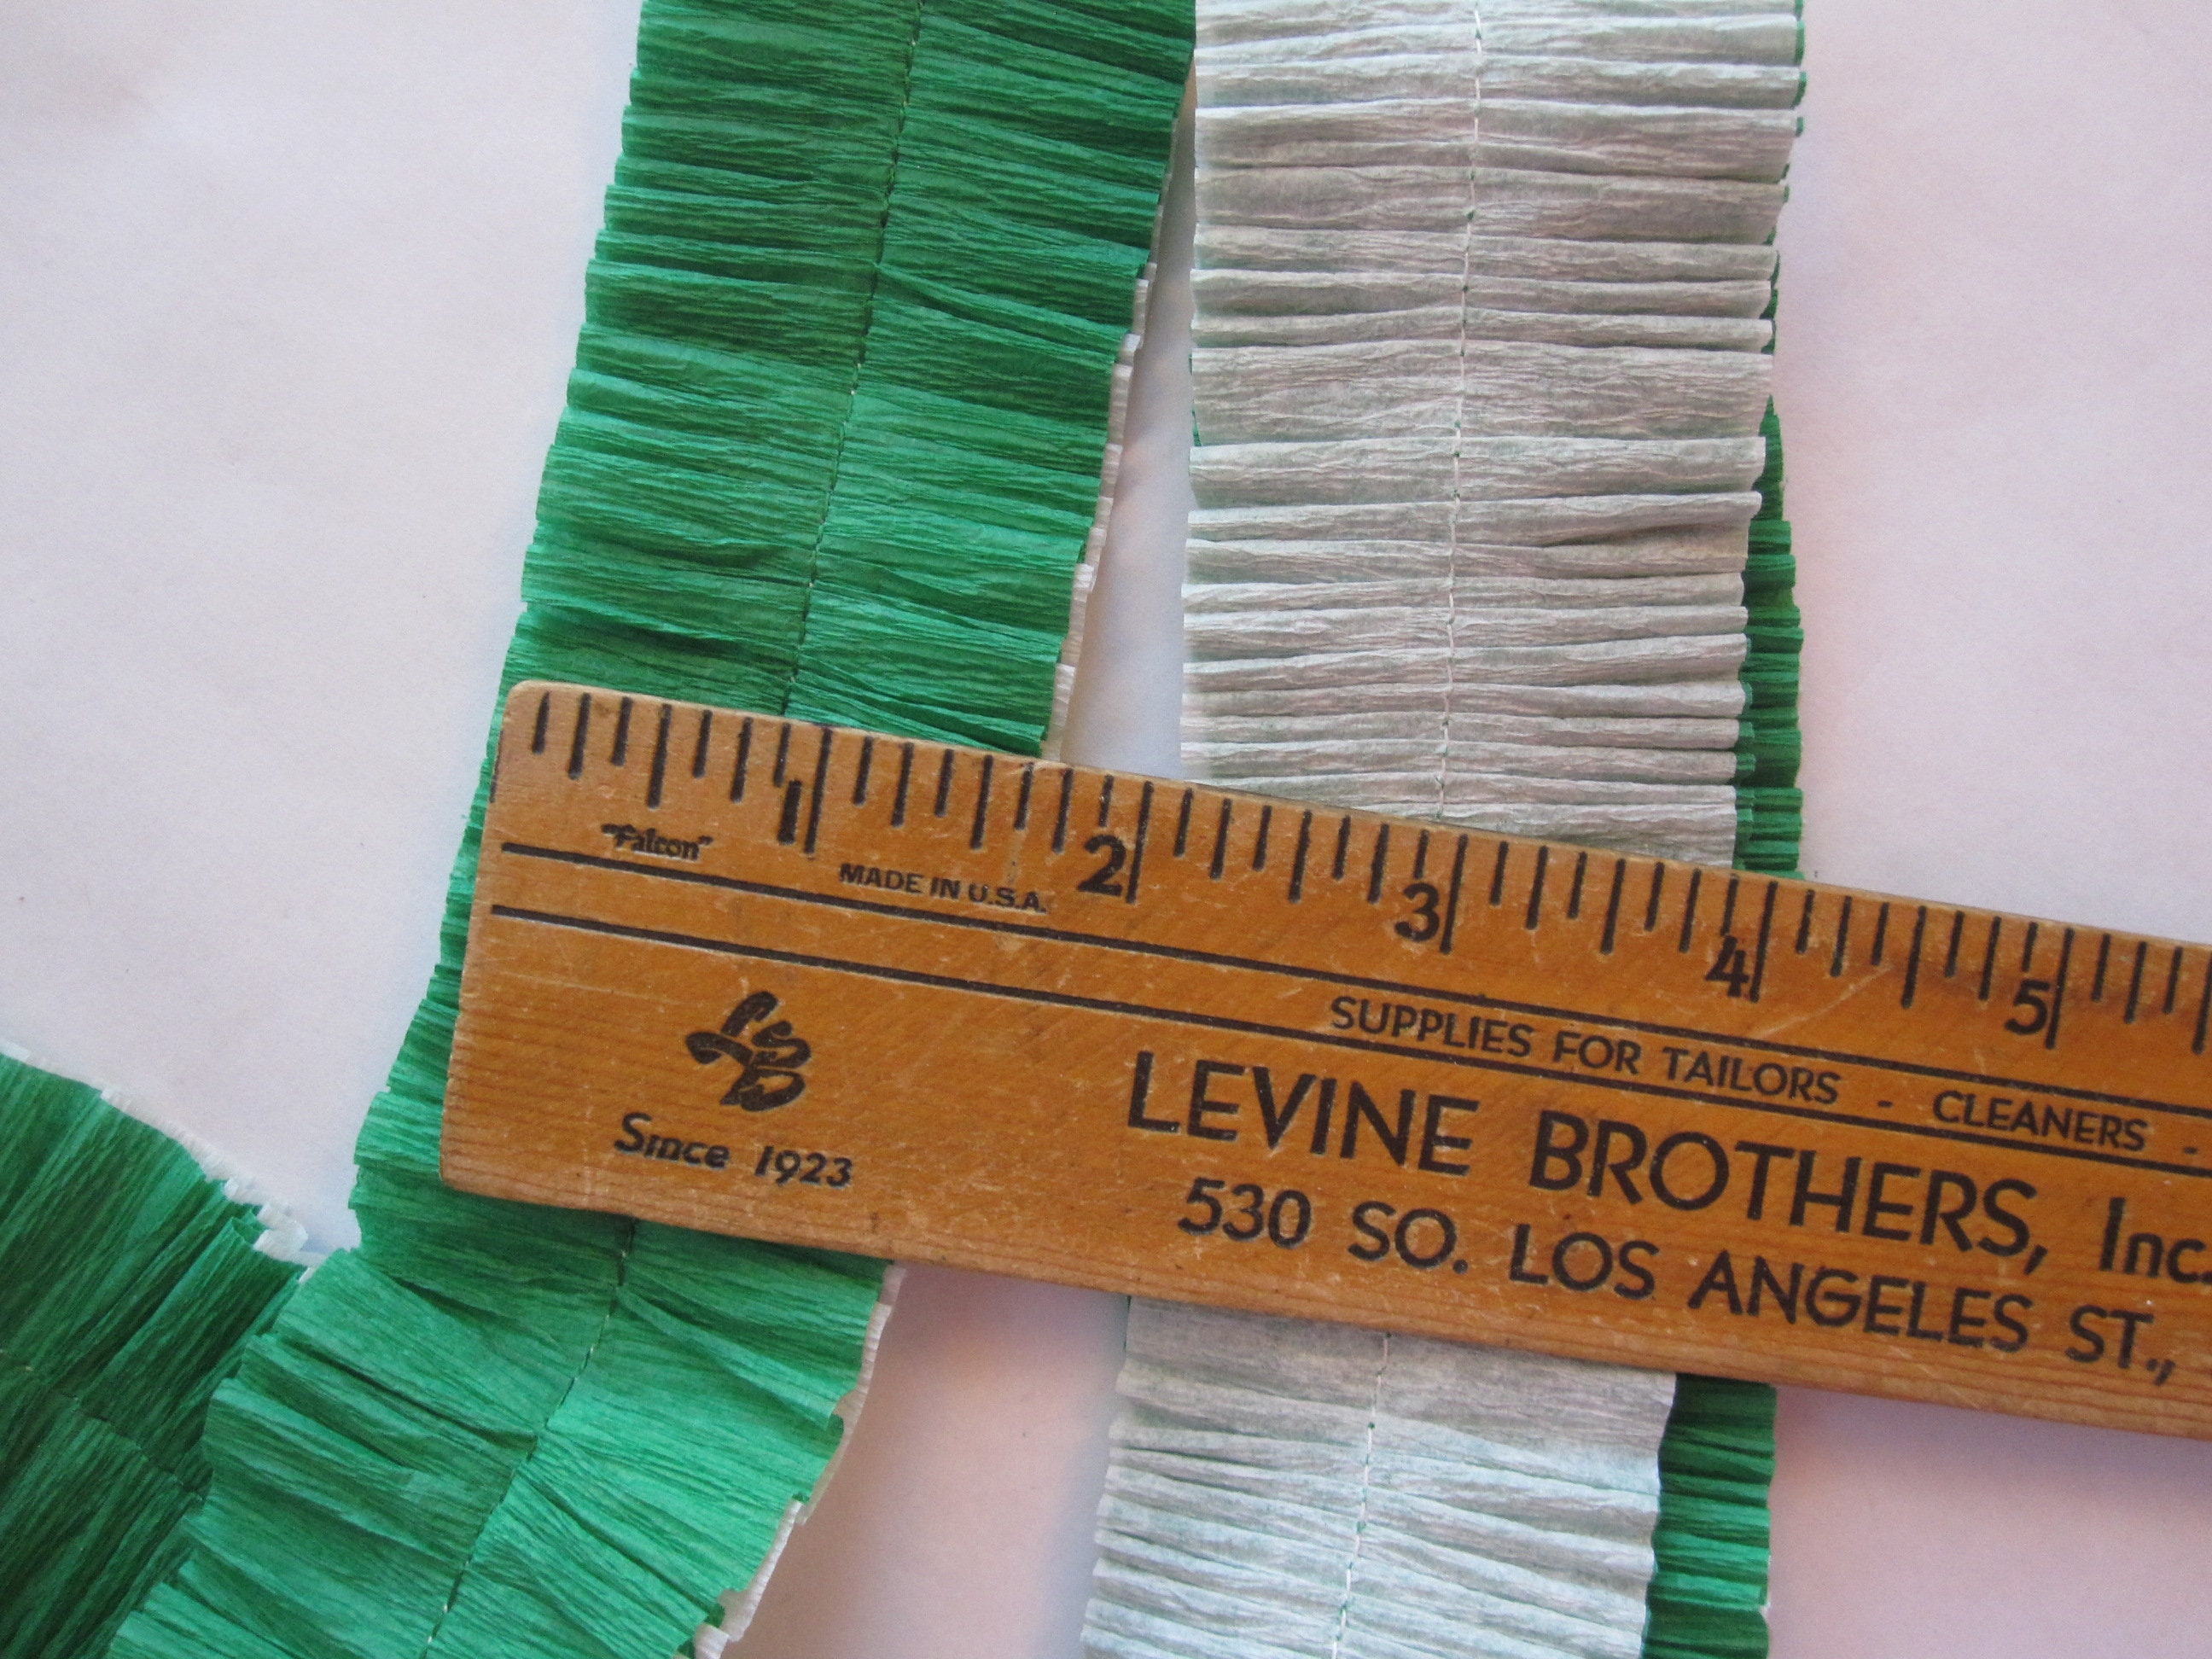 1 2 3 4 5
"Falcon"
MADE IN U.S.A.
SUPPLIES FOR TAILORS - CLEANERS -
LSB
Since 1923
LEVINE BROTHERS, Inc.
530 SO. LOS ANGELES ST.,